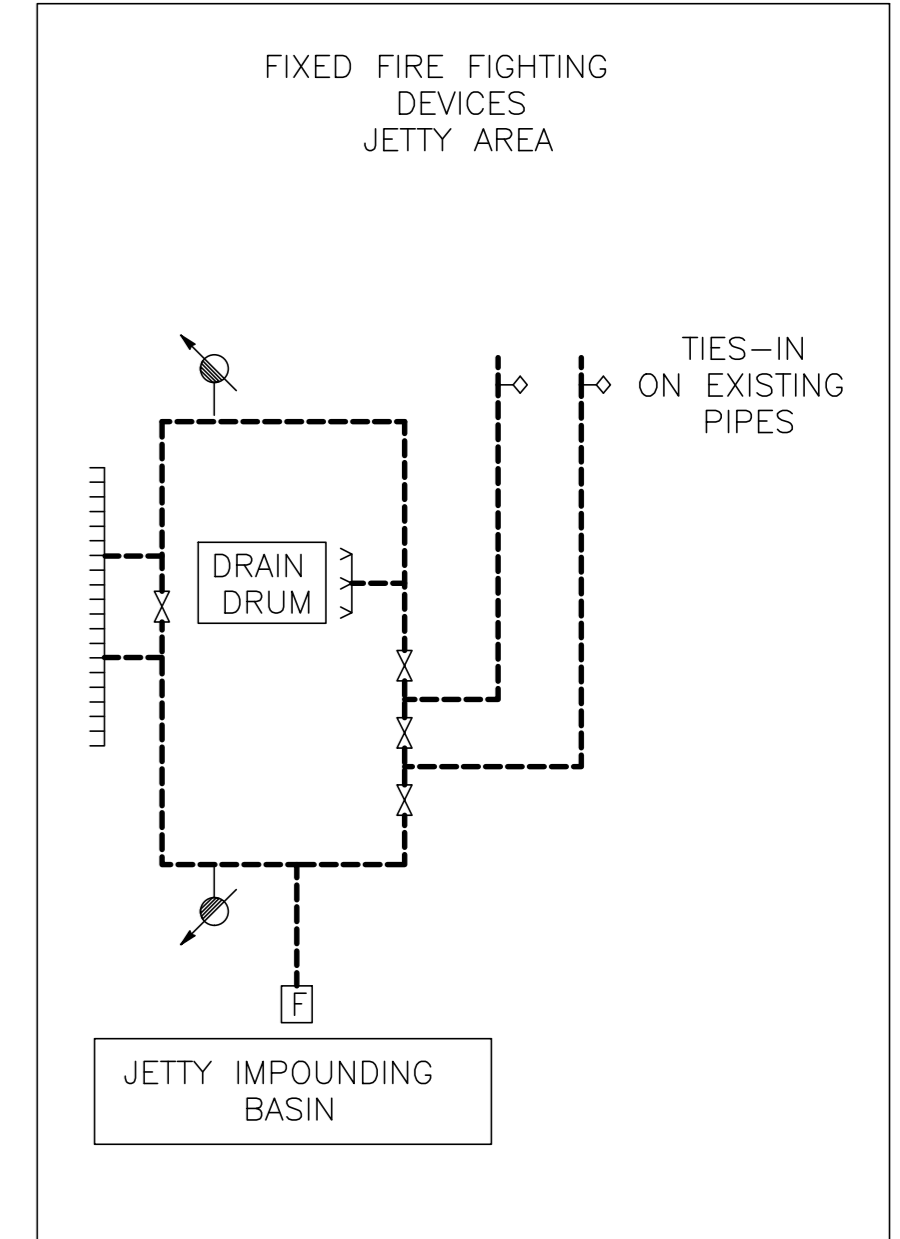 FIXED FIRE FIGHTING
DEVICES
JETTY AREA
TIES-IN
ON EXISTING
PIPES
DRAIN
DRUM
F
JETTY IMPOUNDING
BASIN